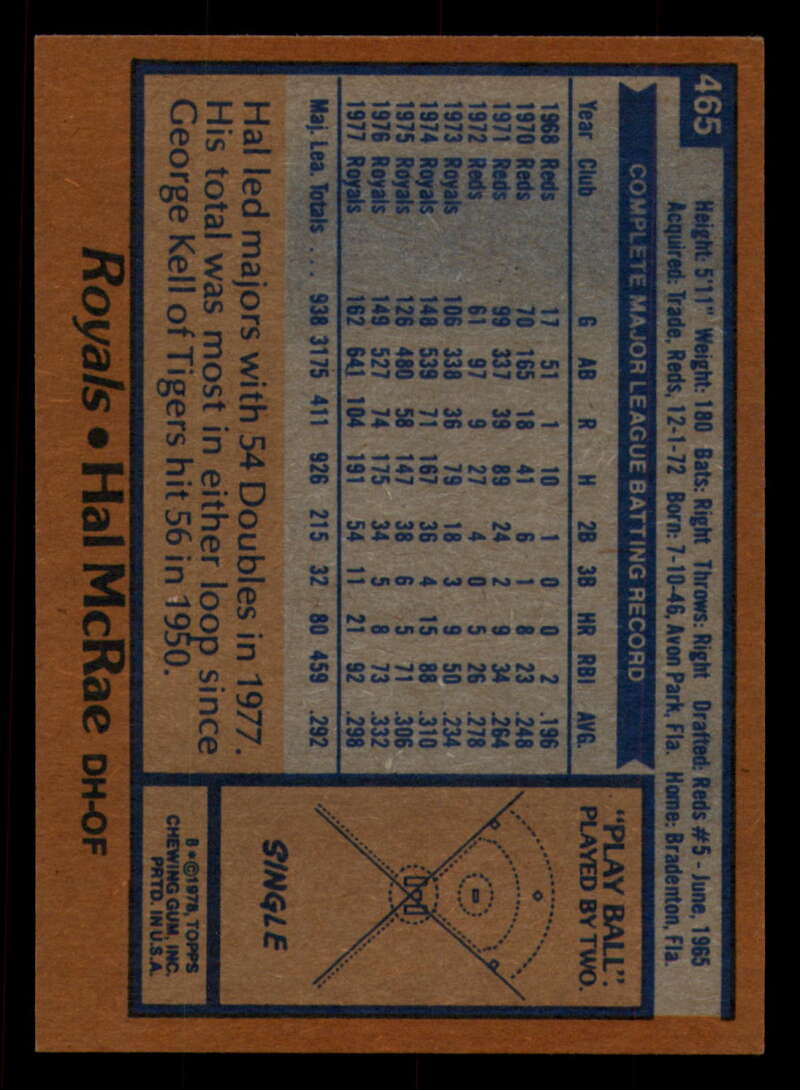 465
Height: 5'11" Weight: 180 Bats: Right Throws: Right Drafted: Reds #5 - June, 1965
Acquired: Trade, Reds, 12-1-72 Born: 7-10-46, Avon Park, Fla. Home: Bradenton, Fla.
COMPLETE MAJOR LEAGUE BATTING RECORD
Year Club G AB R H 2B 3B HR RBI AVG.
1968 Reds 17 51 1 10 1 0 0 2 .196
1970 Reds 70 165 18 41 6 1 8 23 .248
1971 Reds 99 337 39 89 24 2 9 34 .264
1972 Reds 61 97 9 27 4 0 5 26 .278
1973 Royals 106 338 36 79 18 3 9 50 .234
1974 Royals 148 539 71 167 36 4 15 88 .310
1975 Royals 126 480 58 147 38 6 5 71 .306
1976 Royals 149 527 74 175 34 5 8 73 .332
1977 Royals 162 641 104 191 54 11 21 92 .298
Maj. Lea. Totals ... 938 3175 411 926 215 32 80 459 .292
Hal led majors with 54 Doubles in 1977.
His total was most in either loop since
George Kell of Tigers hit 56 in 1950.
"PLAY BALL".
PLAYED BY TWO.
SINGLE
B•©1978, TOPPS
CHEWING GUM, INC.
PRTD. IN U.S.A.
Royals • Hal McRae DH-OF